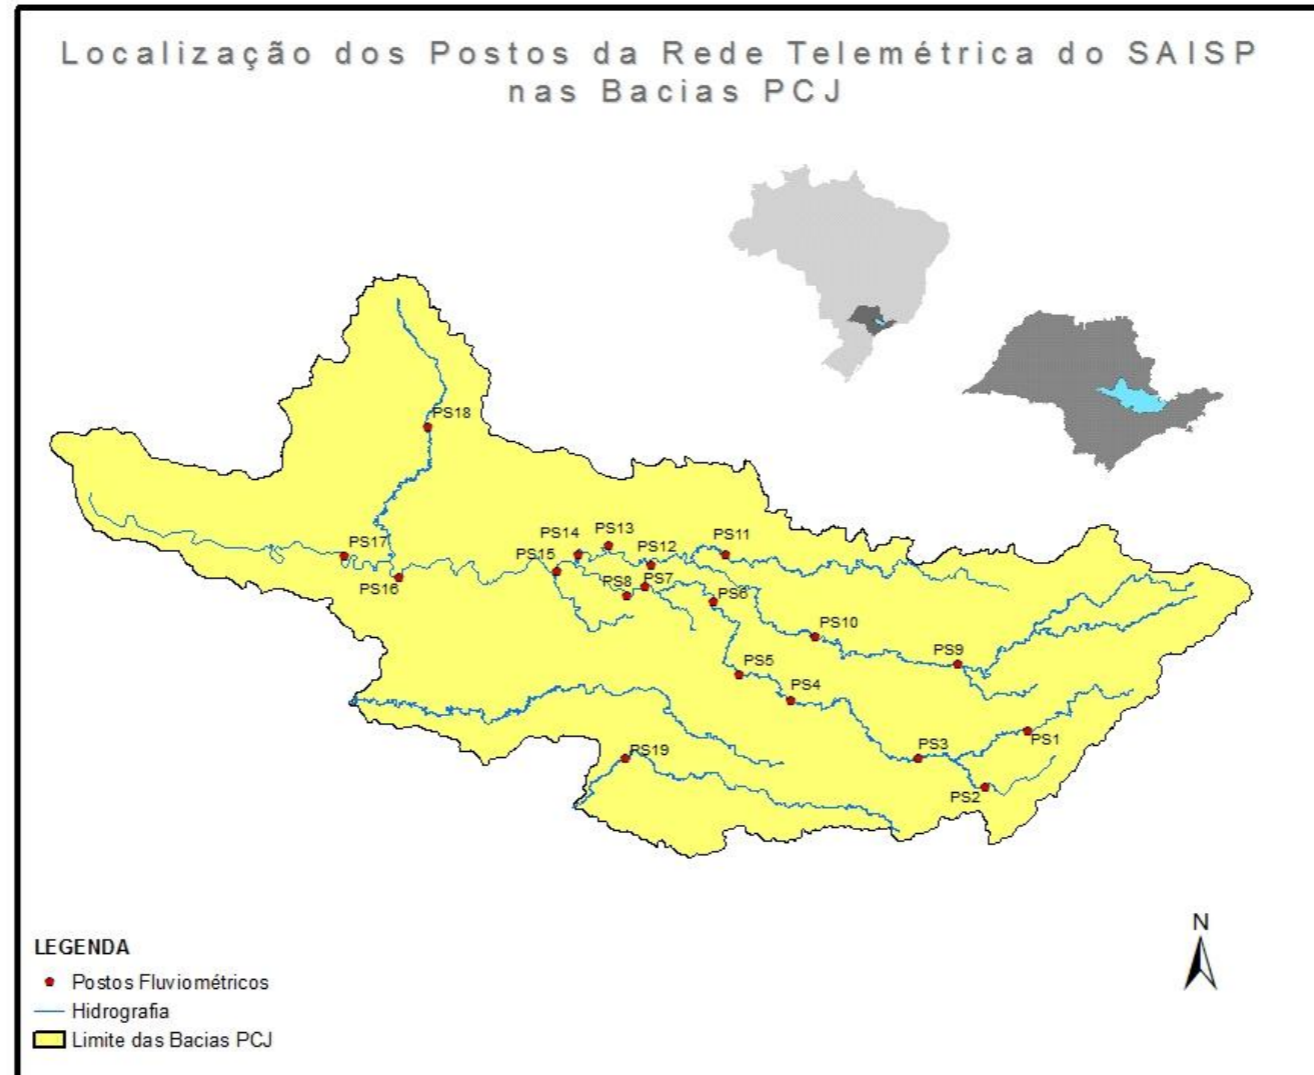 Localização dos Postos da Rede Telemétrica do SAISP
nas Bacias PCJ
PS18
PS17
PS16
PS14
PS13
PS15
PS12
PS11
PS8
PS7
PS6
PS10
PS9
PS5
PS4
PS3
PS1
PS2
PS19
N
LEGENDA
Postos Fluviométricos
Hidrografia
Limite das Bacias PCJ